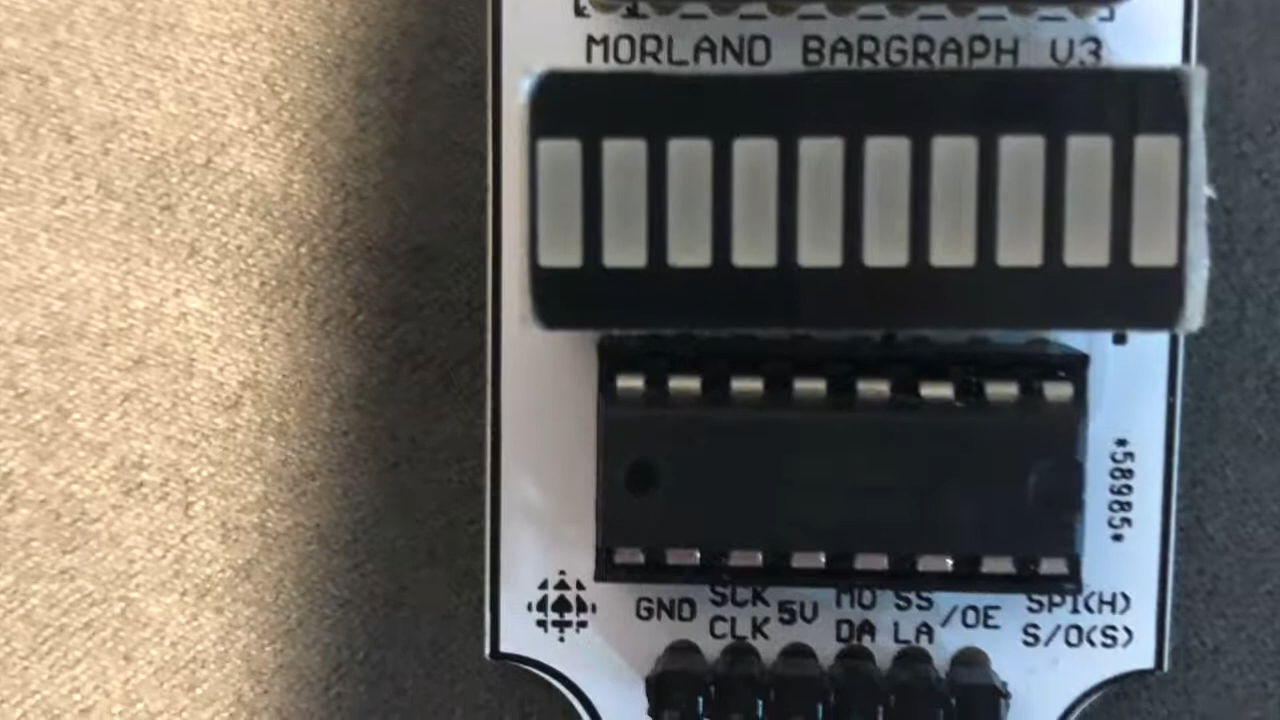 MORLAND BARGRAPH V3
*58985*
GND SCK 5V MO SS /OE SPI(H)
CLK DA LA S/O(S)